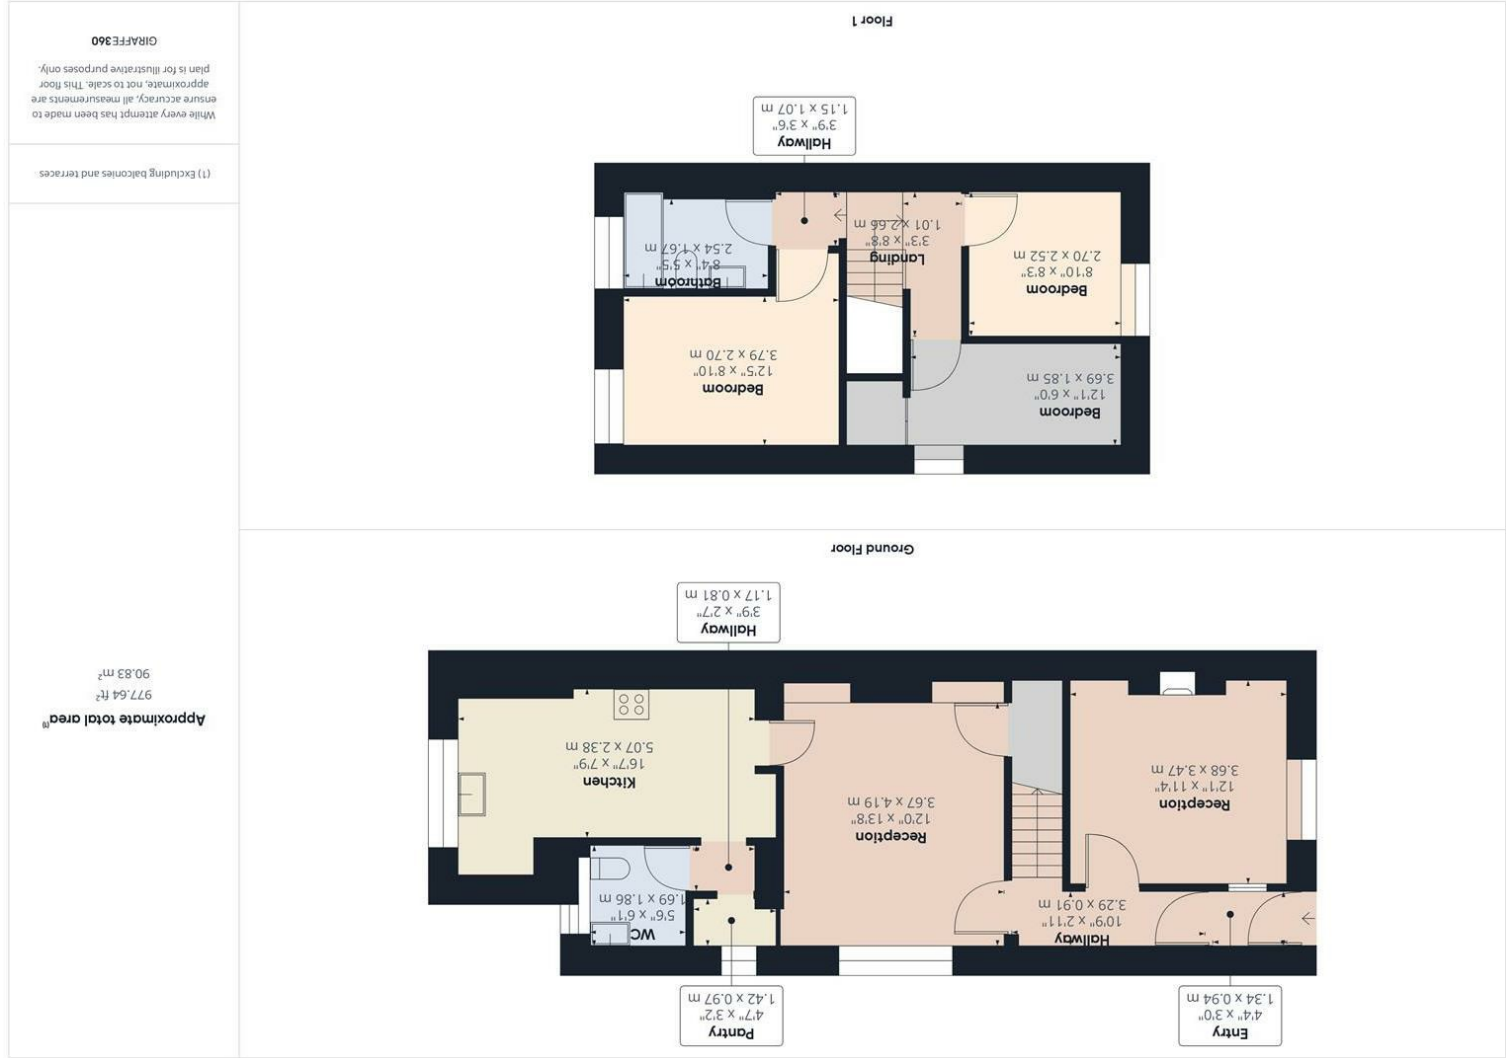 Entry
4'4" x 3'0"
1.34 x 0.94 m
Pantry
4'7" x 3'2"
1.42 x 0.97 m
Hallway
10'9" x 2'11"
3.29 x 0.91 m
WC
5'6" x 6'1"
1.69 x 1.86 m
Reception
12'1" x 11'4"
3.68 x 3.47 m
Reception
12'0" x 13'8"
3.67 x 4.19 m
Kitchen
16'7" x 7'9"
5.07 x 2.38 m
Hallway
3'9" x 2'7"
1.17 x 0.81 m
Ground Floor
Bedroom
12'1" x 6'0"
3.69 x 1.85 m
Bedroom
12'5" x 8'10"
3.79 x 2.70 m
Bedroom
8'10" x 8'3"
2.70 x 2.52 m
Landing
3'3" x 8'8"
1.01 x 2.66 m
Bathroom
8'4" x 5'5"
2.54 x 1.67 m
Hallway
3'9" x 3'6"
1.15 x 1.07 m
Floor 1
Approximate total area(1)
977.64 ft²
90.83 m²
(1) Excluding balconies and terraces
While every attempt has been made to
ensure accuracy, all measurements are
approximate, not to scale. This floor
plan is for illustrative purposes only.
GIRAFFE360